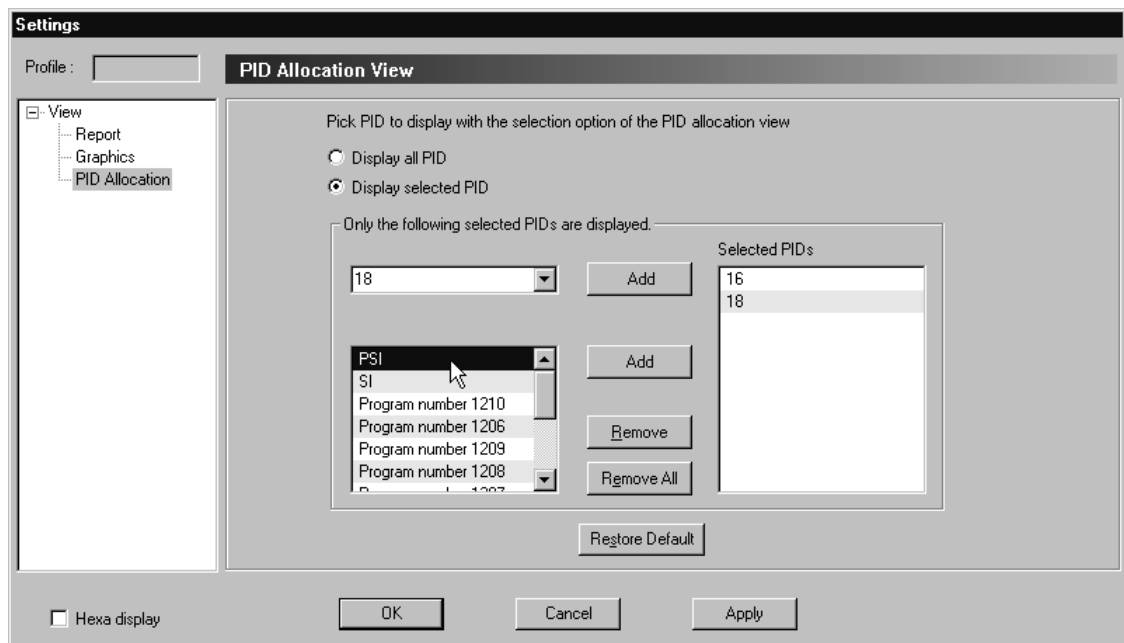 Settings
Profile :
PID Allocation View
View
Report
Graphics
PID Allocation
Pick PID to display with the selection option of the PID allocation view
Display all PID
Display selected PID
Only the following selected PIDs are displayed.
Selected PIDs
18
Add
16
18
PSI
SI
Program number 1210
Program number 1206
Program number 1209
Program number 1208
Add
Remove
Remove All
Restore Default
Hexa display
OK
Cancel
Apply